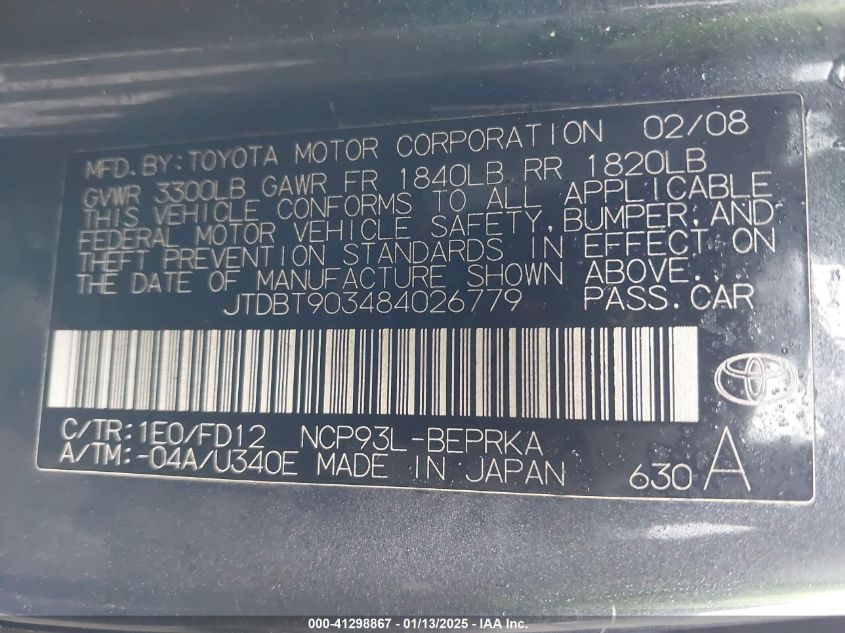 MFD. BY: TOYOTA MOTOR CORPORATION 02/08
GVWR 3300LB GAWR FR 1840LB RR 1820LB
THIS VEHICLE CONFORMS TO ALL APPLICABLE
FEDERAL MOTOR VEHICLE SAFETY, BUMPER, AND
THEFT PREVENTION STANDARDS IN EFFECT ON
THE DATE OF MANUFACTURE SHOWN ABOVE.
JTDBT903484026779 PASS. CAR
C/TR: 1E0/FD12 NCP93L-BEPRKA
A/TM: -04A/U340E MADE IN JAPAN 630 A
000-41298867 | 01/13/2025 | IAA Inc.